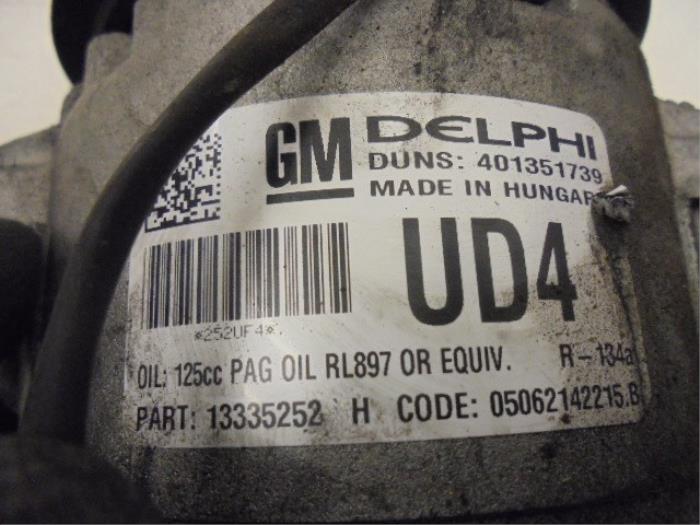 GM DELPHI
DUNS: 401351739
MADE IN HUNGAR
UD4
*252UF4*
OIL: 125cc PAG OIL RL897 OR EQUIV. R-134a
PART: 13335252 H CODE: 05062142215.B